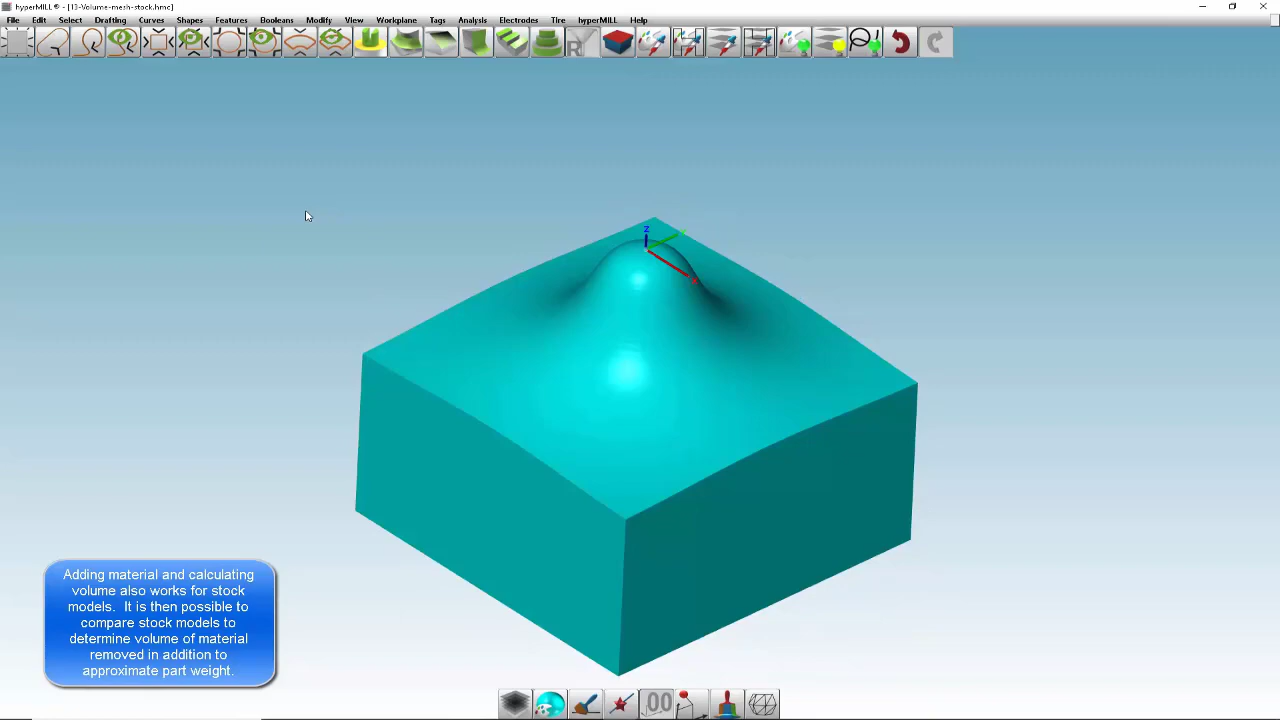 hyperMILL® - [13-Volume-mesh-stock.hmc]
File Edit Select Drafting Curves Shapes Features Booleans Modify View Workplane Tags Analysis Electrodes Tire hyperMILL Help
R
Z
X
Adding material and calculating
volume also works for stock
models. It is then possible to
compare stock models to
determine volume of material
removed in addition to
approximate part weight.
.00